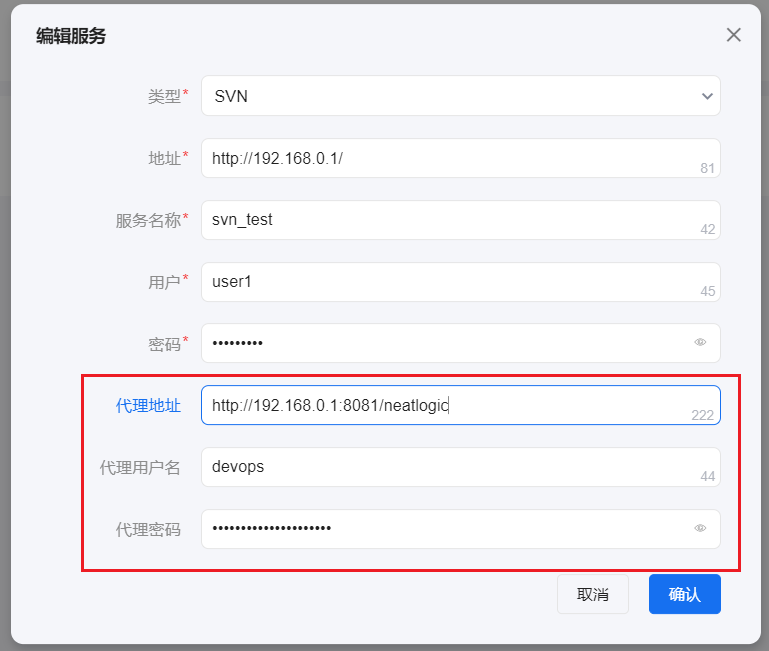 编辑服务
类型* SVN
地址* http://192.168.0.1/ 81
服务名称* svn_test 42
用户* user1 45
密码* •••••••••
代理地址 http://192.168.0.1:8081/neatlogic 222
代理用户名 devops 44
代理密码 •••••••••••••••••••••
取消 确认